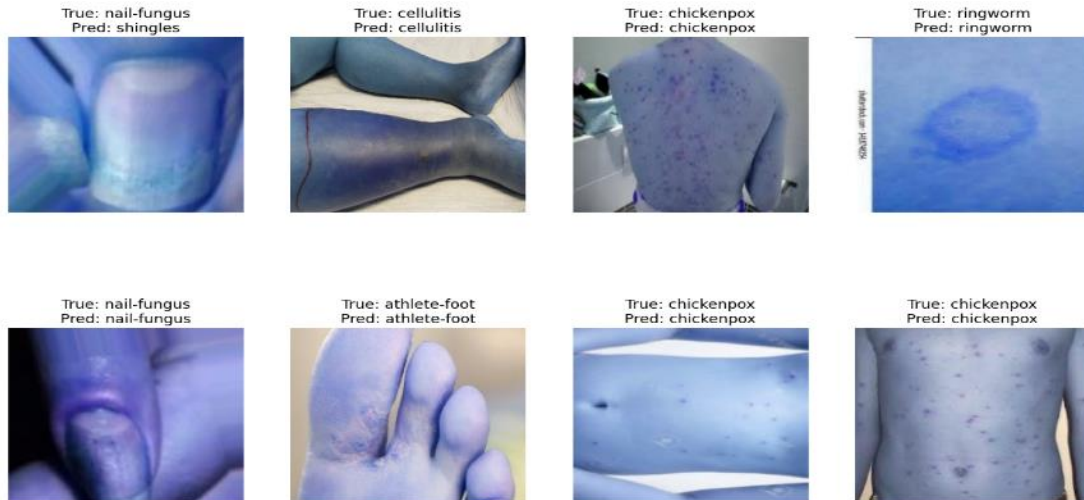 True: nail-fungus
Pred: shingles
True: cellulitis
Pred: cellulitis
True: chickenpox
Pred: chickenpox
True: ringworm
Pred: ringworm
True: nail-fungus
Pred: nail-fungus
True: athlete-foot
Pred: athlete-foot
True: chickenpox
Pred: chickenpox
True: chickenpox
Pred: chickenpox